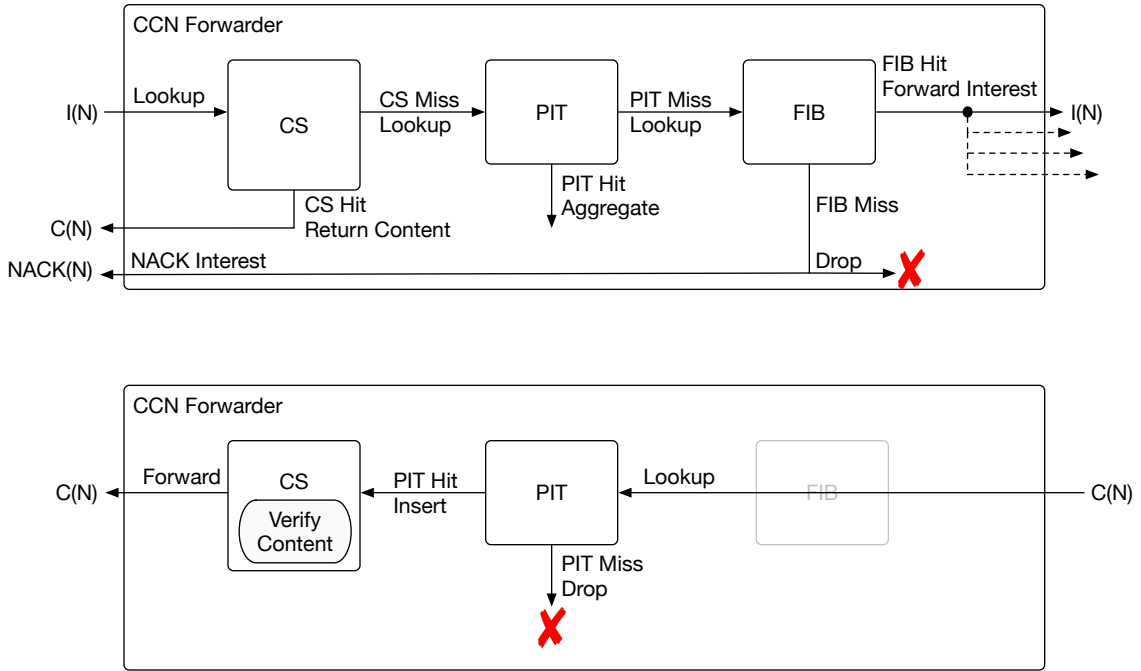 CCN Forwarder
I(N)
Lookup
CS
CS Miss
Lookup
PIT
PIT Miss
Lookup
FIB
FIB Hit
Forward Interest
I(N)
CS Hit
Return Content
C(N)
PIT Hit
Aggregate
FIB Miss
NACK(N)
NACK Interest
Drop
CCN Forwarder
C(N)
Forward
CS
Verify
Content
PIT Hit
Insert
PIT
Lookup
FIB
C(N)
PIT Miss
Drop